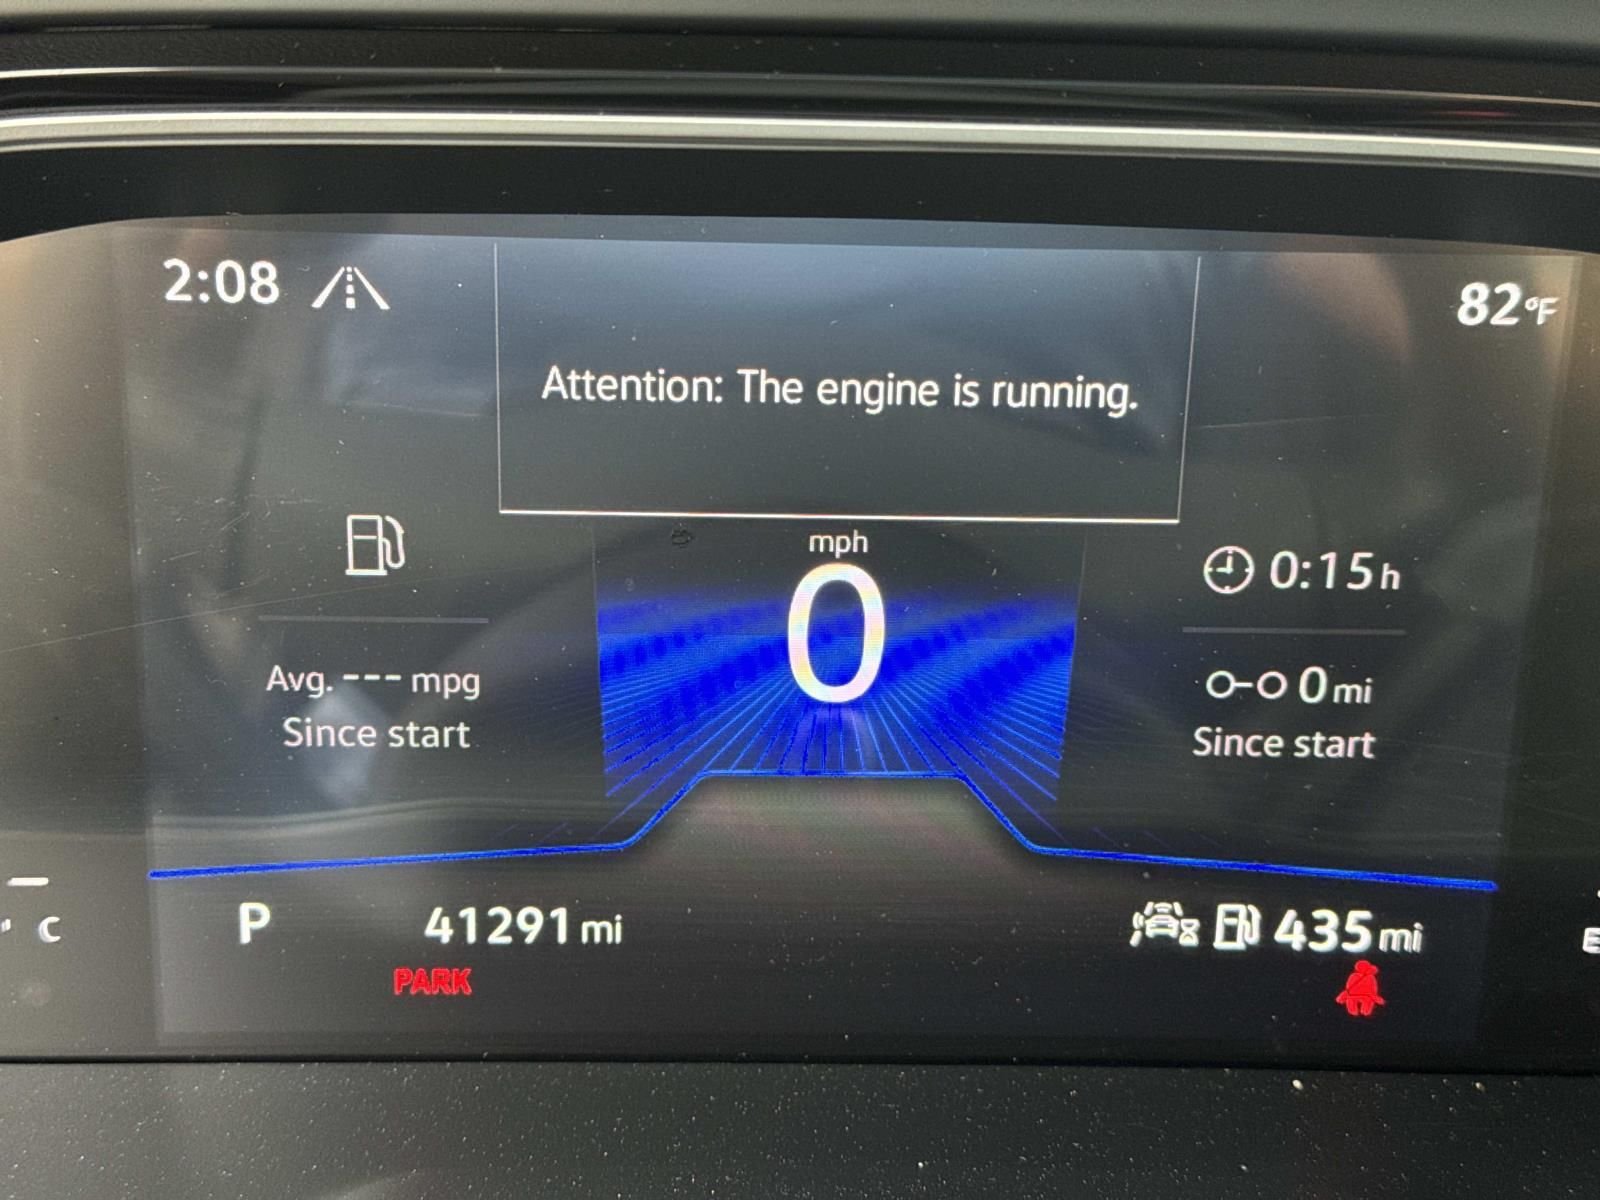 2:08
82°F
Attention: The engine is running.
mph
0
0:15h
Avg. --- mpg
Since start
0 mi
Since start
C
P
41291 mi
435 mi
E
PARK